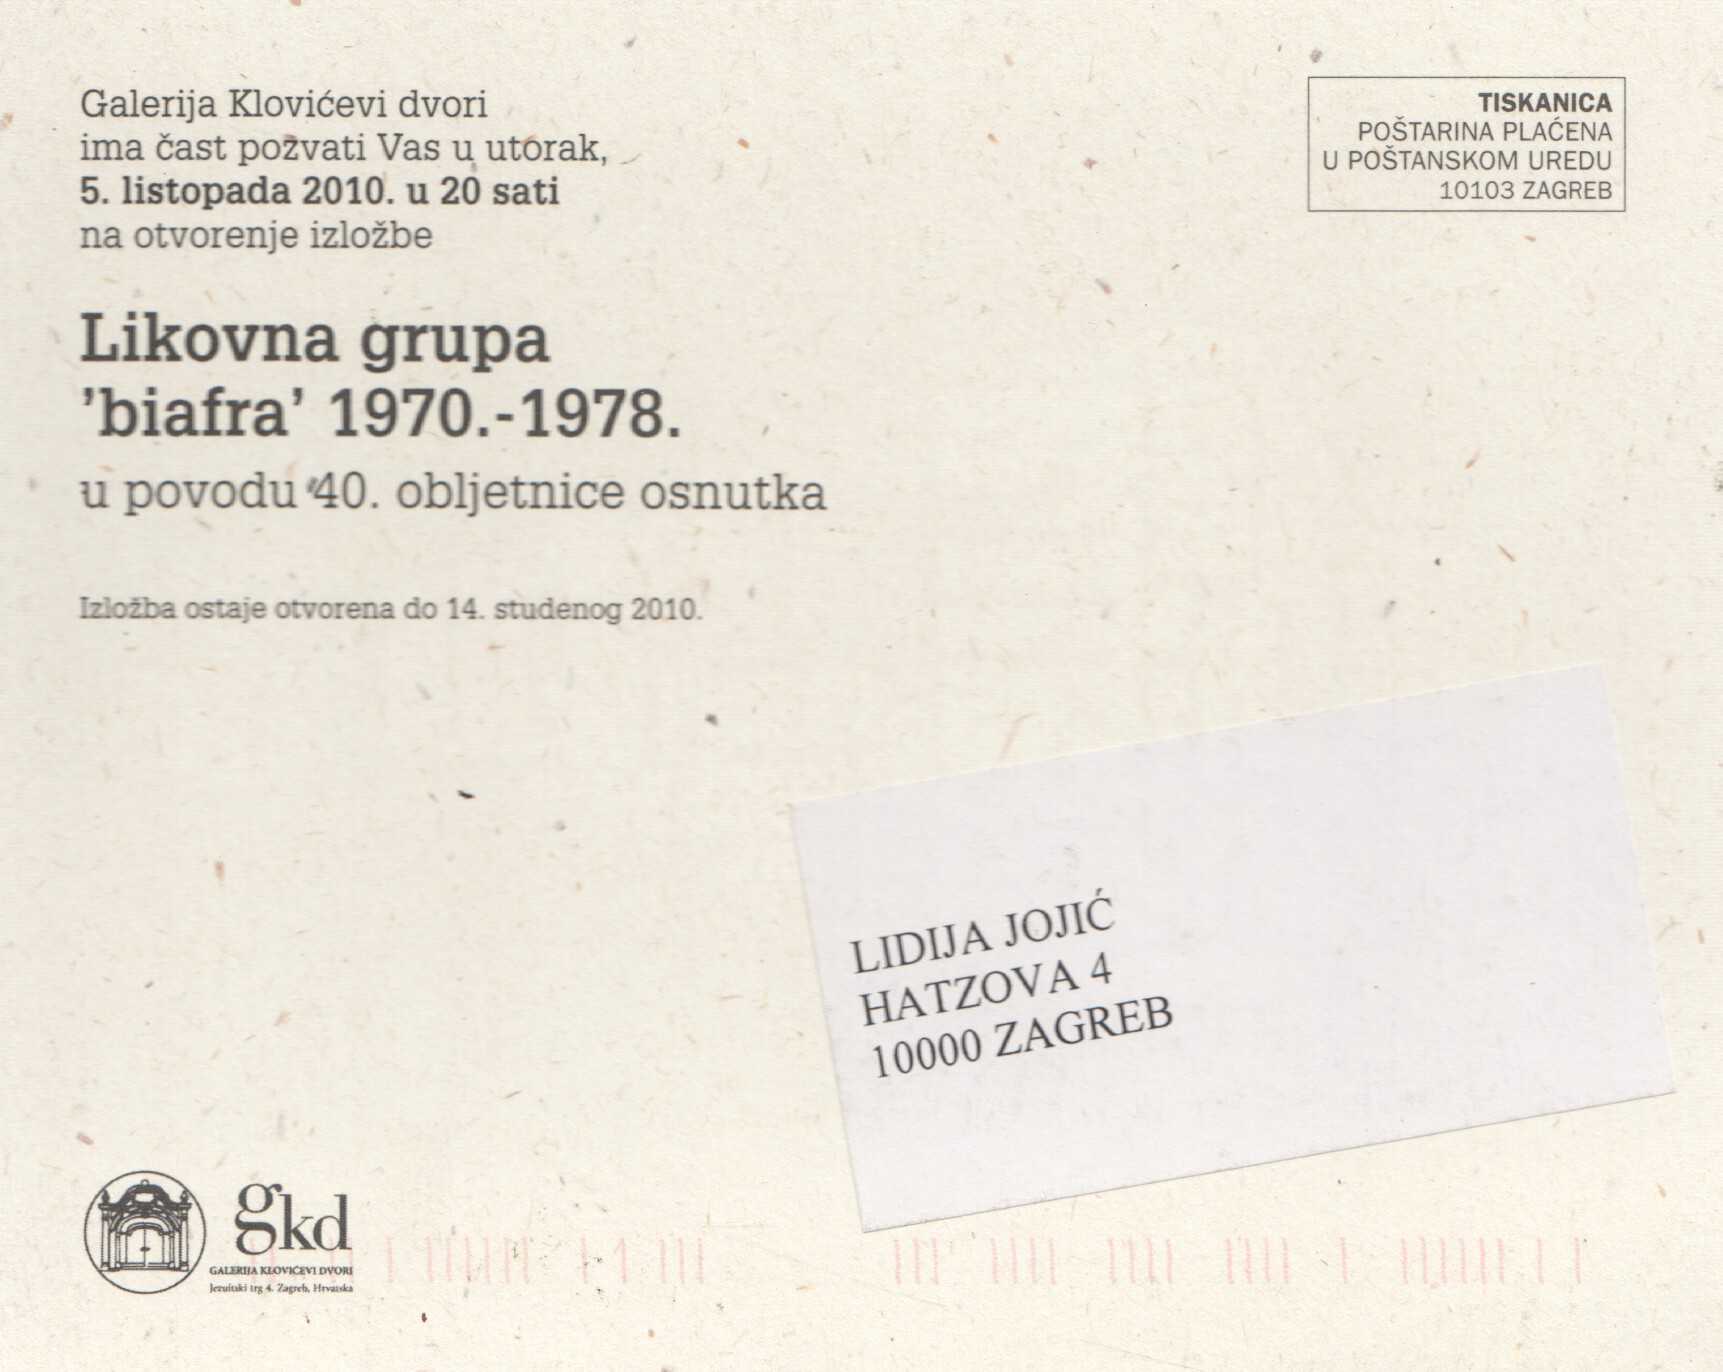 Galerija Klovićevi dvori
ima čast pozvati Vas u utorak,
5. listopada 2010. u 20 sati
na otvorenje izložbe
Likovna grupa
’biafra’ 1970.-1978.
u povodu 40. obljetnice osnutka
Izložba ostaje otvorena do 14. studenog 2010.
TISKANICA
POŠTARINA PLAĆENA
U POŠTANSKOM UREDU
10103 ZAGREB
LIDIJA JOJIĆ
HATZOVA 4
10000 ZAGREB
gkd
GALERIJA KLOVIĆEVI DVORI
Jezuitski trg 4. Zagreb, Hrvatska